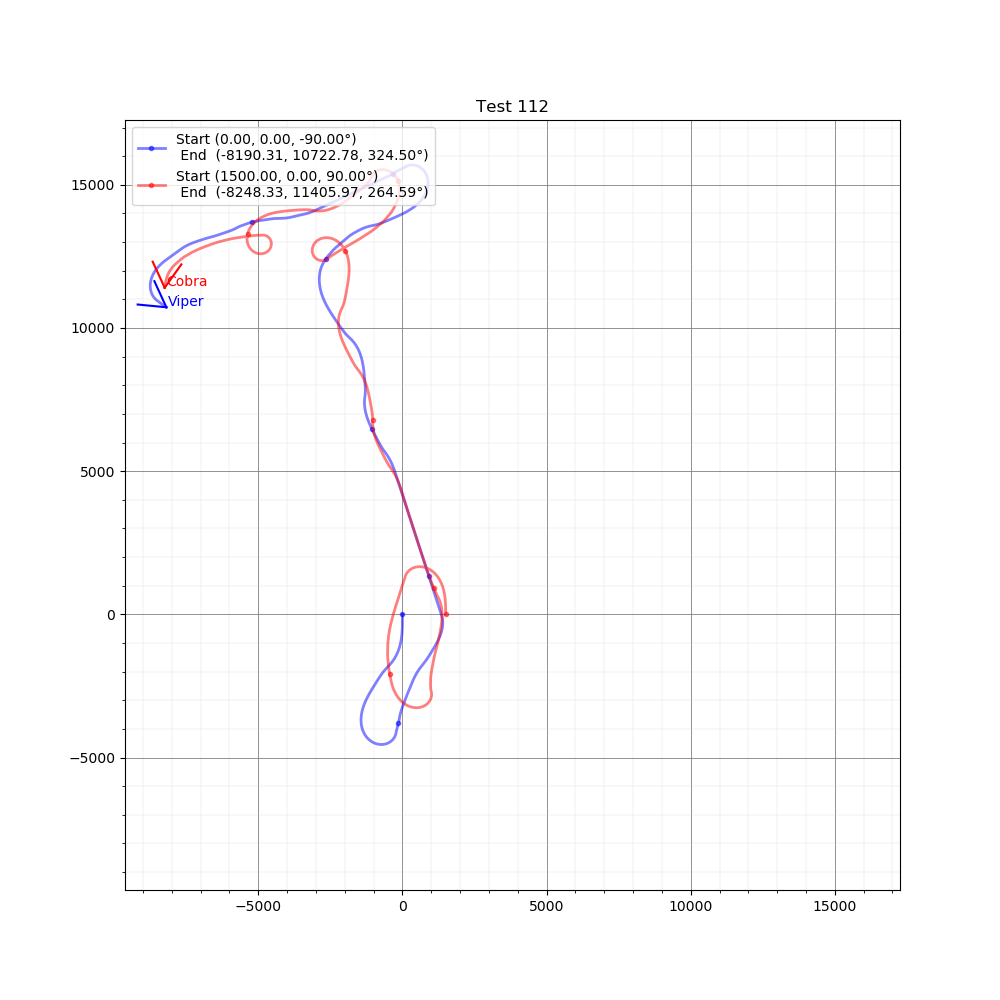 Test 112
Start (0.00, 0.00, -90.00°)
End (-8190.31, 10722.78, 324.50°)
Start (1500.00, 0.00, 90.00°)
End (-8248.33, 11405.97, 264.59°)
15000
10000
5000
0
−5000
Cobra
Viper
−5000
0
5000
10000
15000